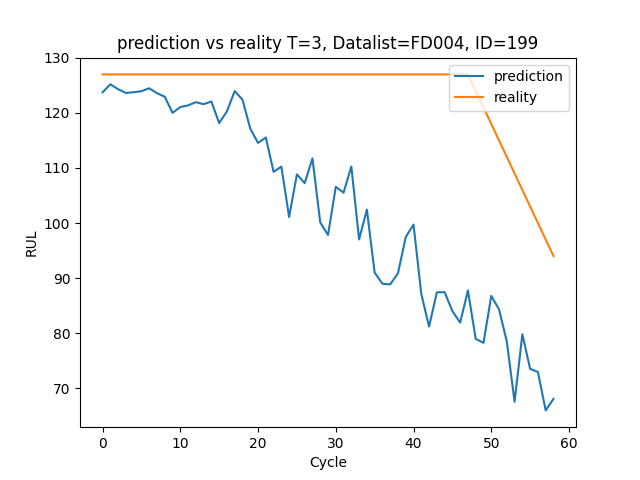 prediction vs reality T=3, Datalist=FD004, ID=199
130
120
110
100
90
80
70
RUL
prediction
reality
0 10 20 30 40 50 60
Cycle